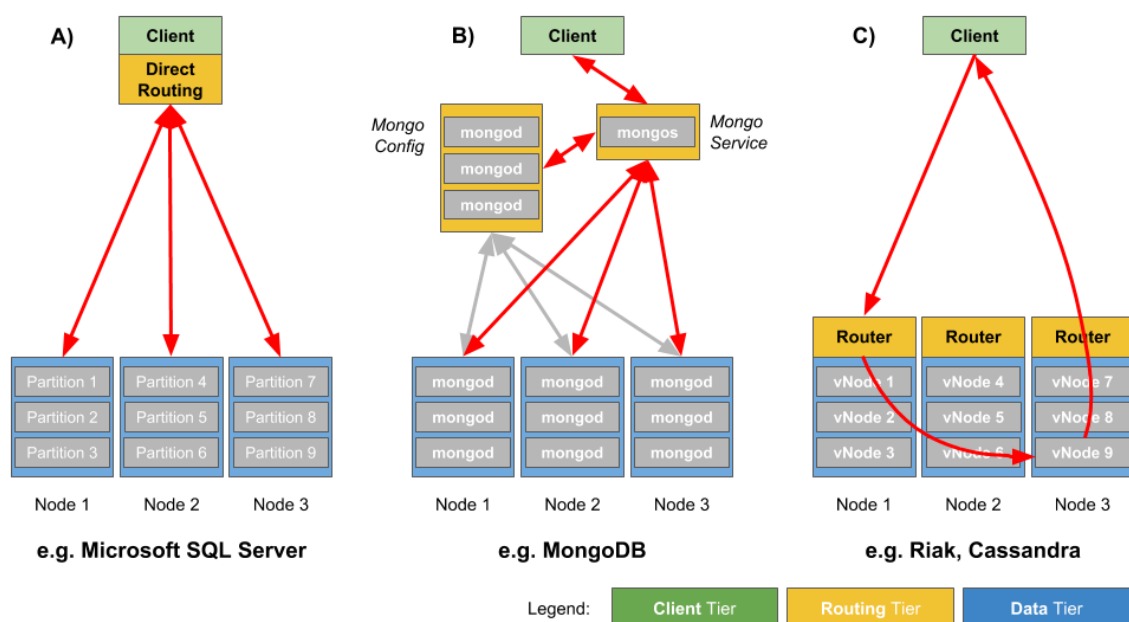 A)
Client
Direct
Routing
Partition 1
Partition 2
Partition 3
Partition 4
Partition 5
Partition 6
Partition 7
Partition 8
Partition 9
Node 1
Node 2
Node 3
e.g. Microsoft SQL Server
B)
Client
Mongo
Config
mongod
mongod
mongod
mongos
Mongo
Service
mongod
mongod
mongod
mongod
mongod
mongod
mongod
mongod
mongod
Node 1
Node 2
Node 3
e.g. MongoDB
C)
Client
Router
Router
Router
vNode 1
vNode 2
vNode 3
vNode 4
vNode 5
vNode 6
vNode 7
vNode 8
vNode 9
Node 1
Node 2
Node 3
e.g. Riak, Cassandra
Legend:
Client Tier
Routing Tier
Data Tier